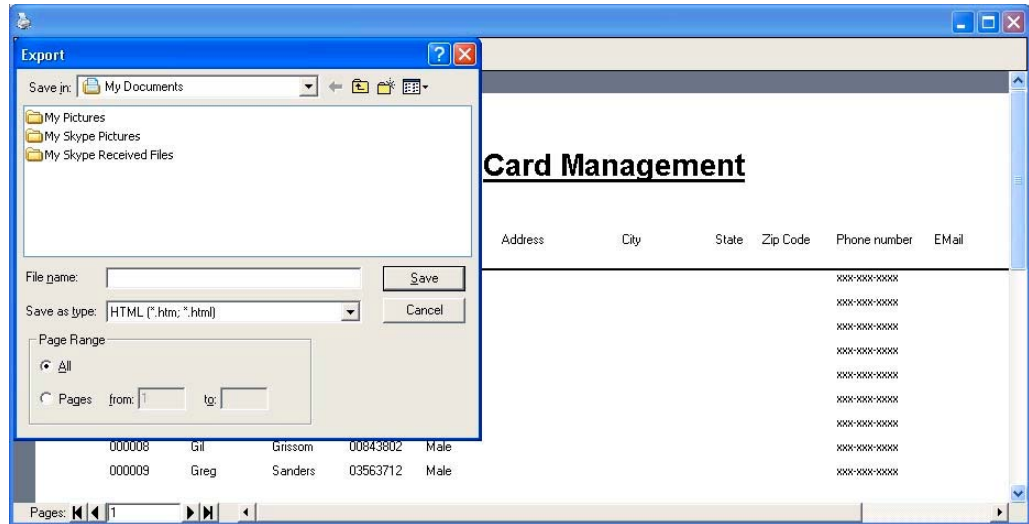 Export
Save in: My Documents
My Pictures
My Skype Pictures
My Skype Received Files
File name: Save
Save as type: HTML (*.htm; *.html) Cancel
Page Range
All
Pages from: 1 to:
Card Management
Address City State Zip Code Phone number EMail
xxx-xxx-xxxx
xxx-xxx-xxxx
xxx-xxx-xxxx
xxx-xxx-xxxx
xxx-xxx-xxxx
xxx-xxx-xxxx
xxx-xxx-xxxx
000008 Gil Grissom 00843802 Male xxx-xxx-xxxx
000009 Greg Sanders 03563712 Male xxx-xxx-xxxx
Pages: 1